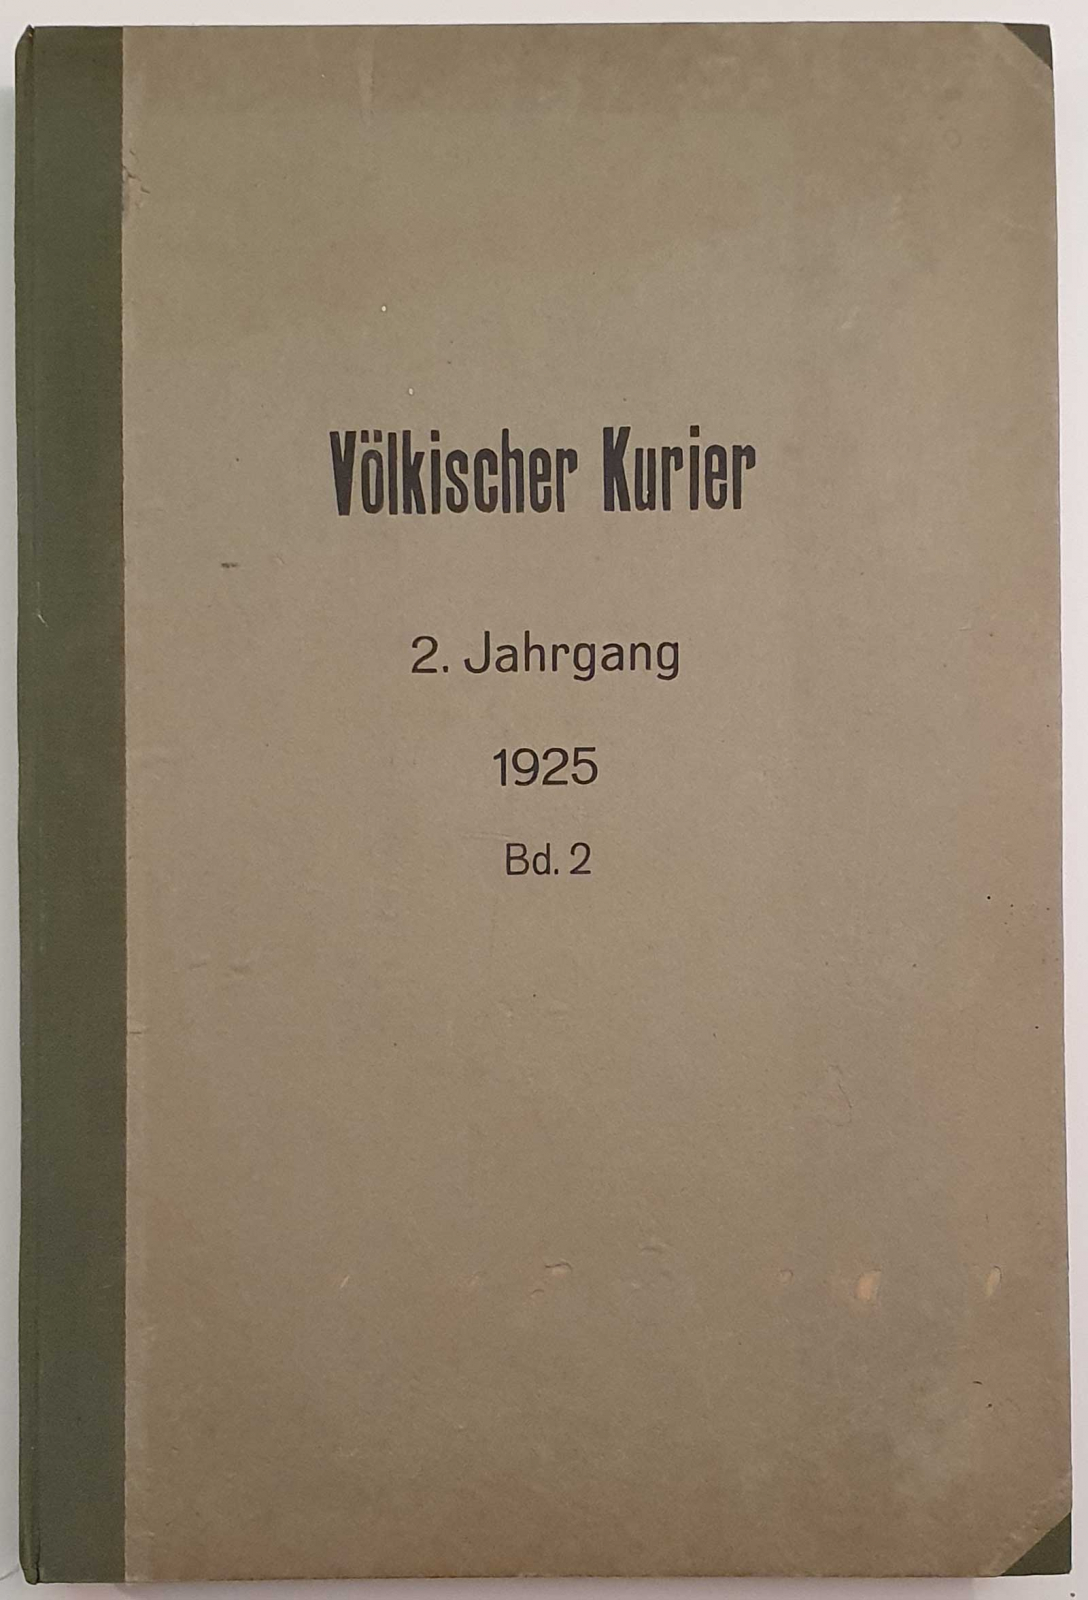 Völkischer Kurier
2. Jahrgang
1925
Bd. 2